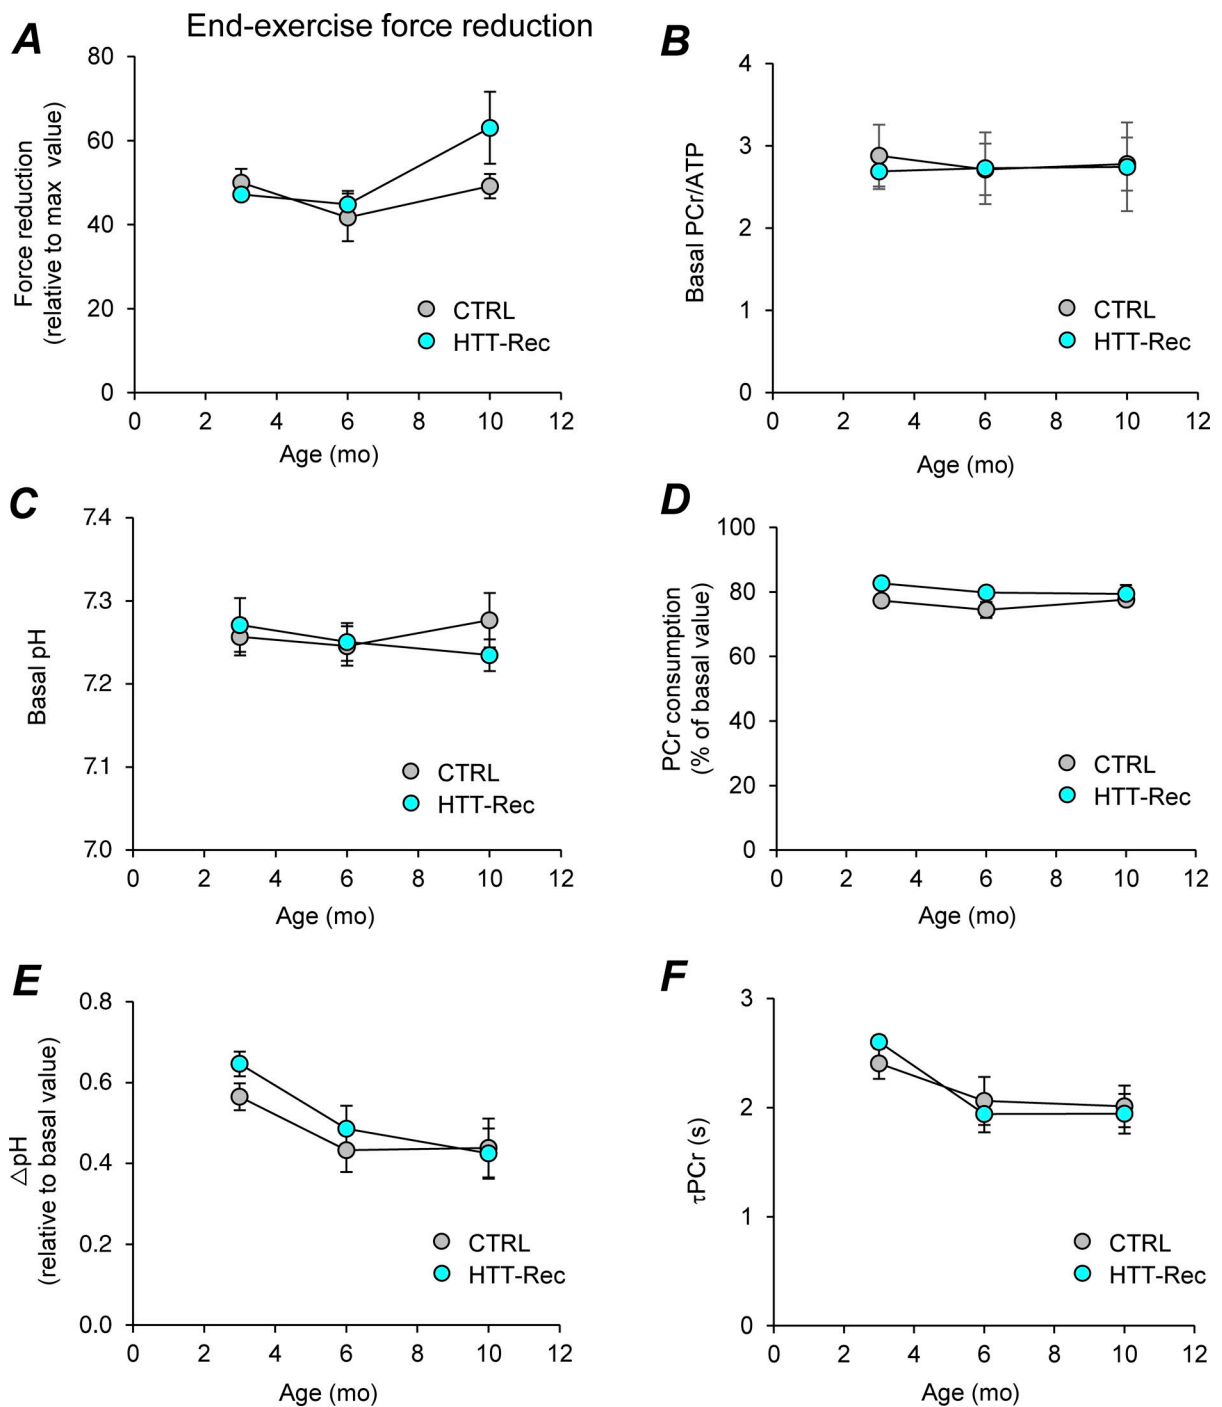 A
End-exercise force reduction
80
60
40
20
0
Force reduction
(relative to max value)
0 2 4 6 8 10 12
Age (mo)
CTRL
HTT-Rec
B
4
3
2
1
0
Basal PCr/ATP
0 2 4 6 8 10 12
Age (mo)
CTRL
HTT-Rec
C
7.4
7.3
7.2
7.1
7.0
Basal pH
0 2 4 6 8 10 12
Age (mo)
CTRL
HTT-Rec
D
100
80
60
40
20
0
PCr consumption
(% of basal value)
0 2 4 6 8 10 12
Age (mo)
CTRL
HTT-Rec
E
0.8
0.6
0.4
0.2
0.0
△pH
(relative to basal value)
0 2 4 6 8 10 12
Age (mo)
CTRL
HTT-Rec
F
3
2
1
0
τPCr (s)
0 2 4 6 8 10 12
Age (mo)
CTRL
HTT-Rec